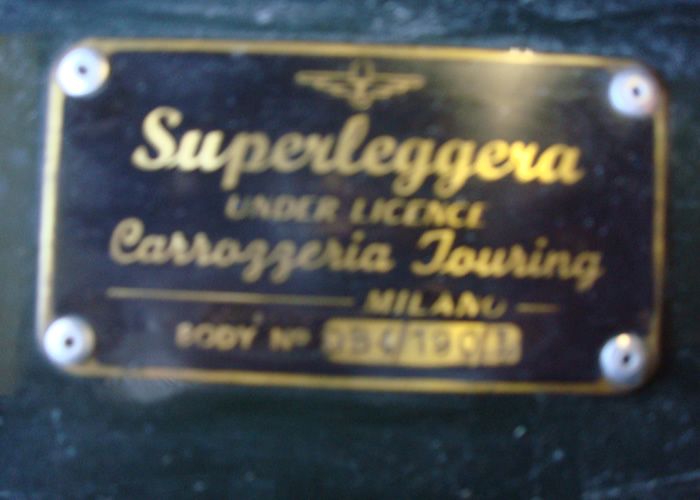 Superleggera
UNDER LICENCE
Carrozzeria Touring
MILANO
BODY Nº